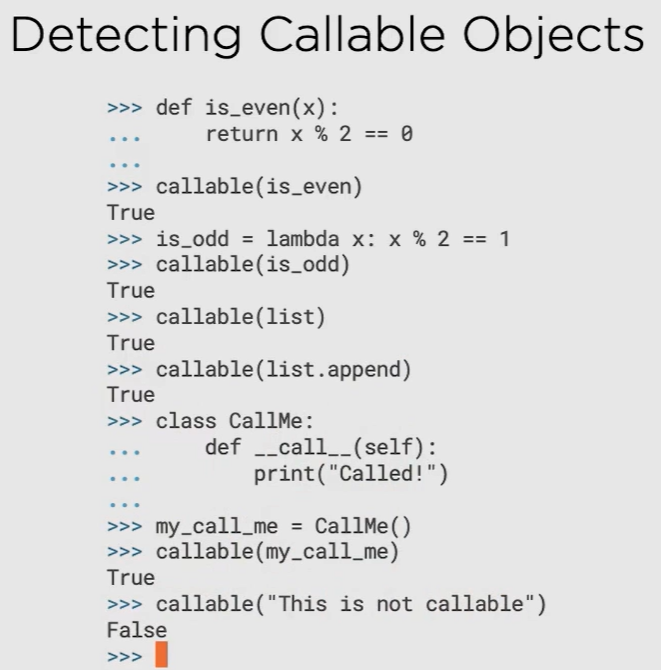 Detecting Callable Objects
>>> def is_even(x):
...     return x % 2 == 0
...
>>> callable(is_even)
True
>>> is_odd = lambda x: x % 2 == 1
>>> callable(is_odd)
True
>>> callable(list)
True
>>> callable(list.append)
True
>>> class CallMe:
...     def __call__(self):
...         print("Called!")
...
>>> my_call_me = CallMe()
>>> callable(my_call_me)
True
>>> callable("This is not callable")
False
>>>